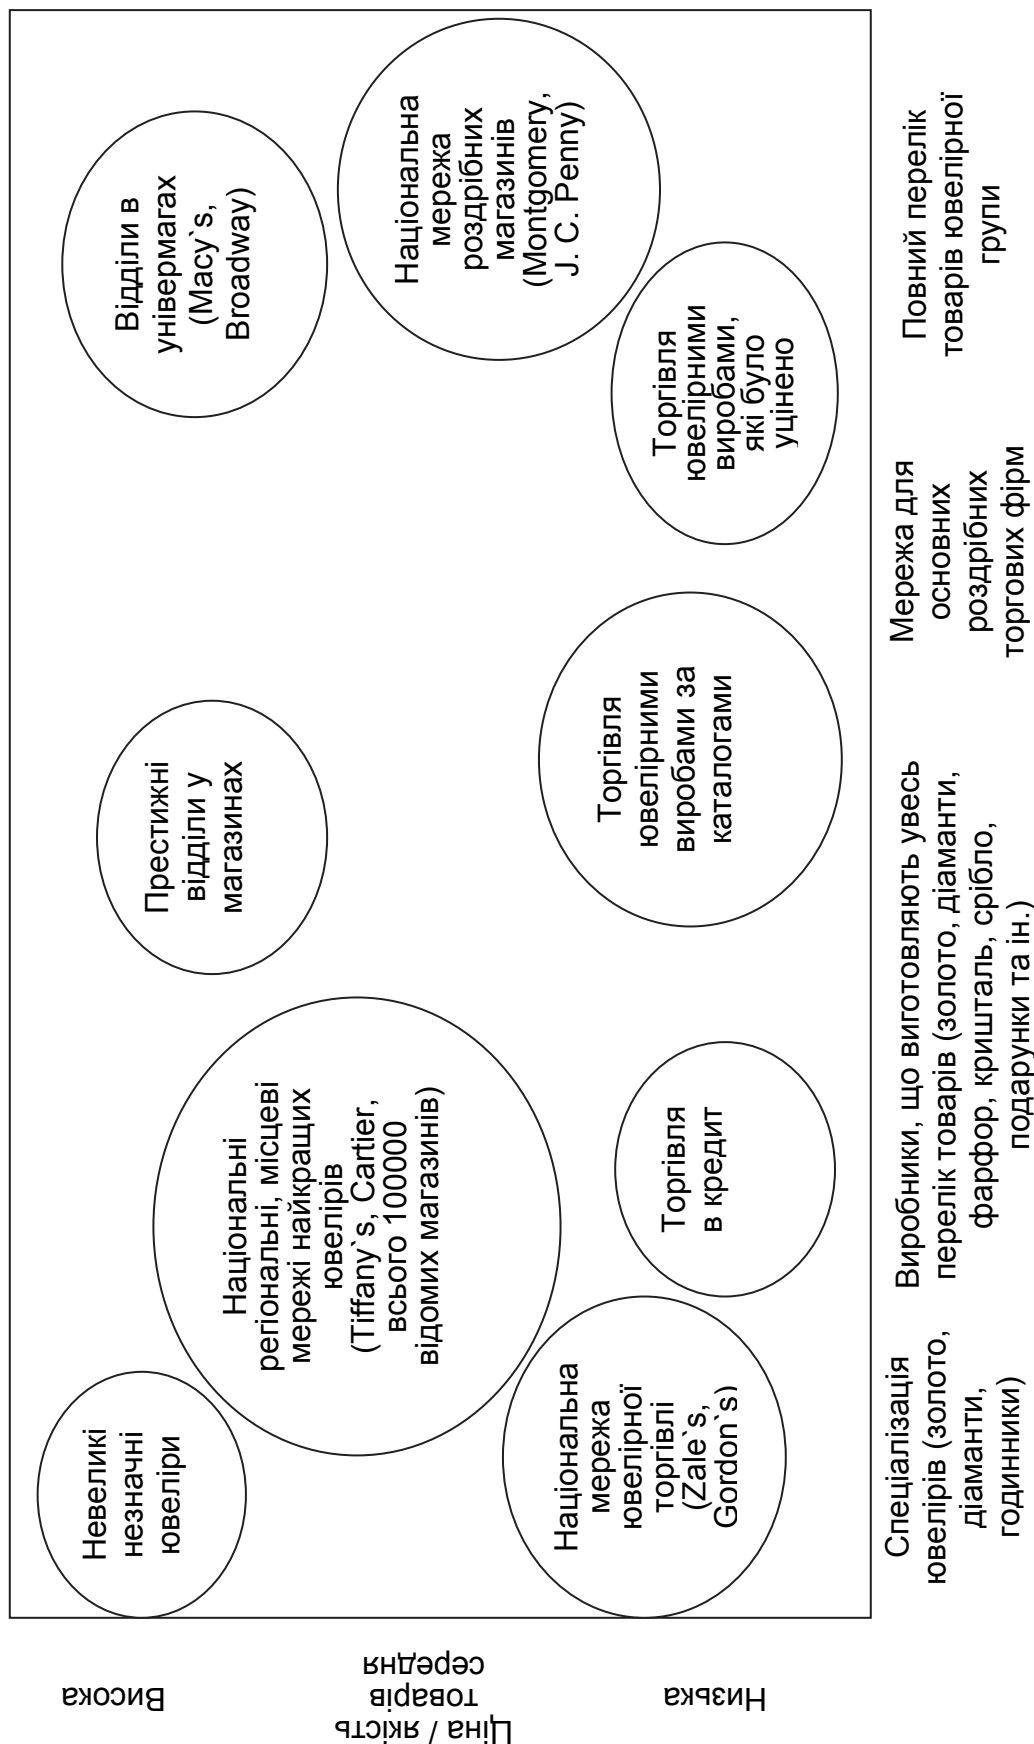 Висока
Ціна / якість
товарів
середня
Низька
Невеликі
незначні
ювеліри
Національні
регіональні, місцеві
мережі найкращих
ювелірів
(Tiffany`s, Cartier,
всього 100000
відомих магазинів)
Престижні
відділи у
магазинах
Відділи в
універмагах
(Macy`s,
Broadway)
Національна
мережа
роздрібних
магазинів
(Montgomery,
J. C. Penny)
Національна
мережа
ювелірної
торгівлі
(Zale`s,
Gordon`s)
Торгівля
в кредит
Торгівля
ювелірними
виробами за
каталогами
Торгівля
ювелірними
виробами,
які було
уцінено
Спеціалізація
ювелірів (золото,
діаманти,
годинники)
Виробники, що виготовляють увесь
перелік товарів (золото, діаманти,
фарфор, кришталь, срібло,
подарунки та ін.)
Мережа для
основних
роздрібних
торгових фірм
Повний перелік
товарів ювелірної
групи